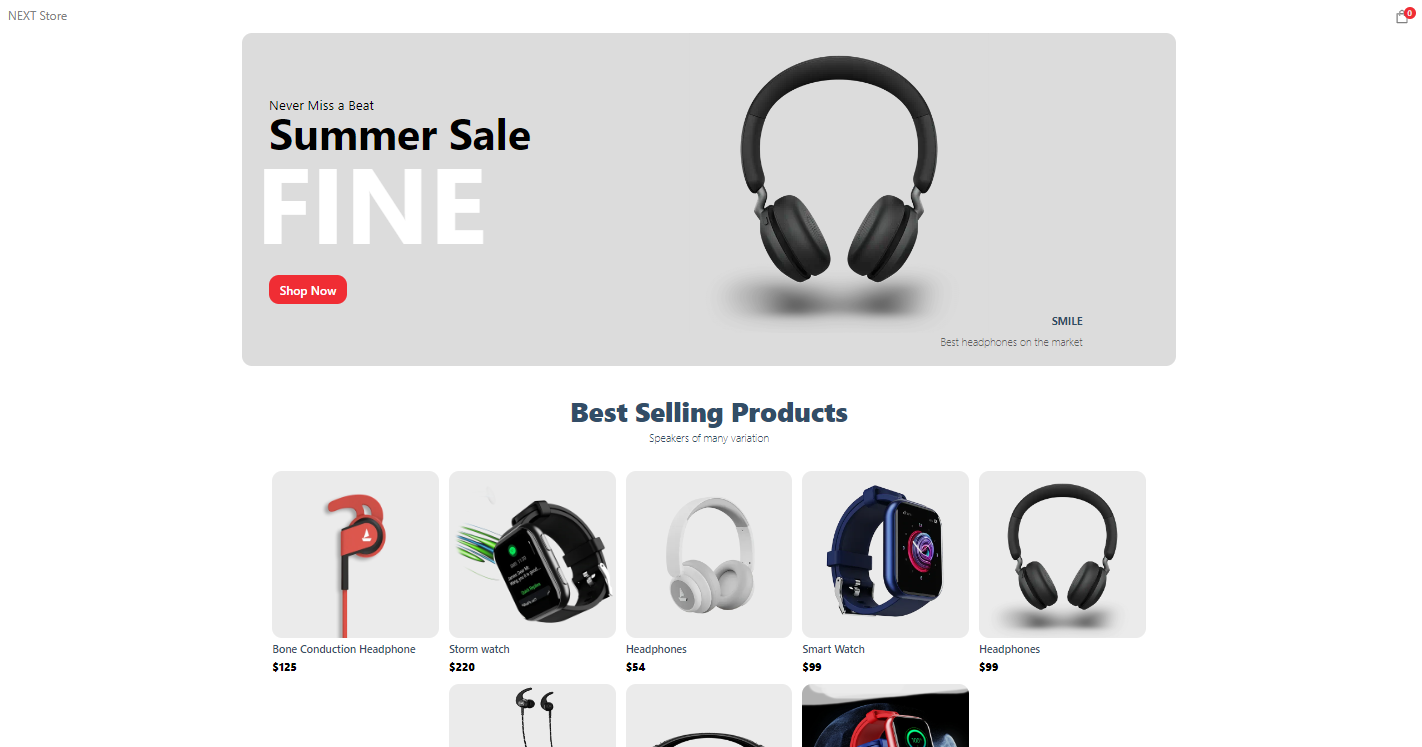 NEXT Store
0
Never Miss a Beat
Summer Sale
FINE
Shop Now
SMILE
Best headphones on the market
Best Selling Products
Speakers of many variation
Bone Conduction Headphone
$125
Storm watch
$220
Headphones
$54
Smart Watch
$99
Headphones
$99